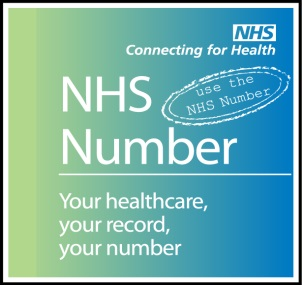 NHS
Connecting for Health
use the
NHS Number
NHS
Number
Your healthcare,
your record,
your number